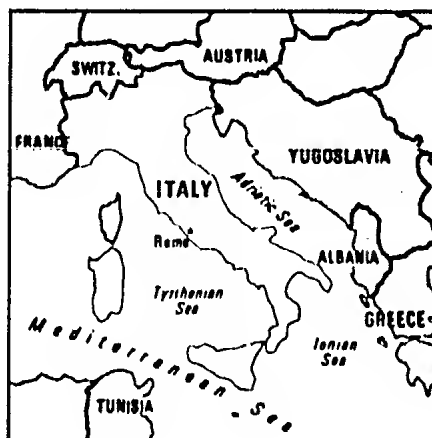 AUSTRIA
SWITZ.
FRANCE
YUGOSLAVIA
ITALY
Adriatic Sea
Rome
ALBANIA
Tyrrhenian
Sea
GREECE
Mediterranean Sea
Ionian
Sea
TUNISIA